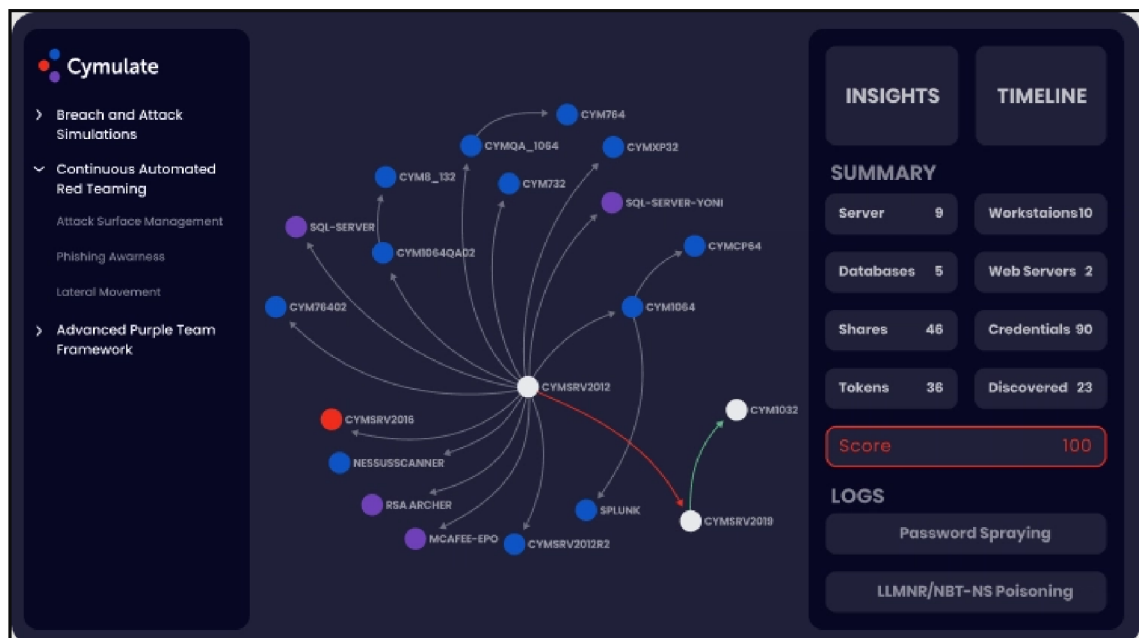 Cymulate
Breach and Attack
Simulations
Continuous Automated
Red Teaming
Attack Surface Management
Phishing Awarness
Lateral Movement
Advanced Purple Team
Framework
CYM764
CYMQA_1064
CYMXP32
CYM8_132
CYM732
SQL-SERVER-YONI
SQL-SERVER
CYMCP64
CYM1064QA02
CYM76402
CYM1064
CYMSRV2012
CYM1032
CYMSRV2016
NESSUSSCANNER
RSA ARCHER
SPLUNK
CYMSRV2019
MCAFEE-EPO
CYMSRV2012R2
INSIGHTS
TIMELINE
SUMMARY
Server 9
Workstaions 10
Databases 5
Web Servers 2
Shares 46
Credentials 90
Tokens 36
Discovered 23
Score 100
LOGS
Password Spraying
LLMNR/NBT-NS Poisoning